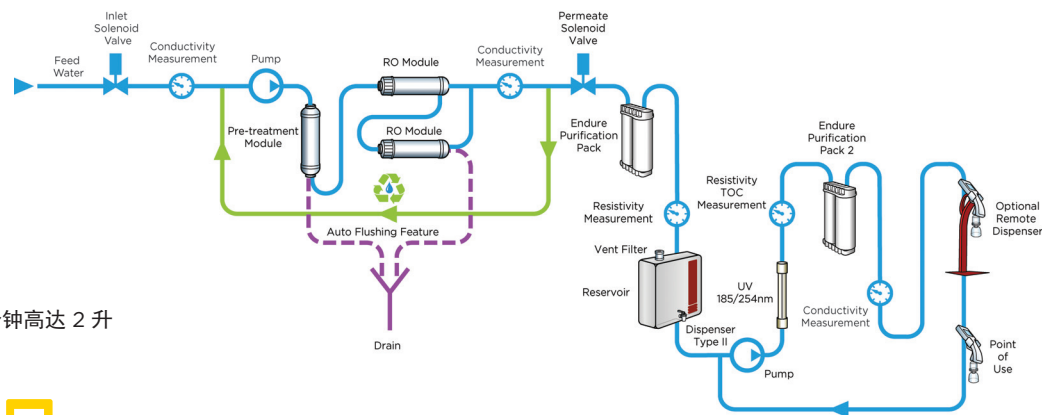 Inlet
Solenoid
Valve
Feed
Water
Conductivity
Measurement
Pump
Pre-treatment
Module
RO Module
RO Module
Conductivity
Measurement
Permeate
Solenoid
Valve
Endure
Purification
Pack
Auto Flushing Feature
Drain
Resistivity
Measurement
Vent Filter
Reservoir
Dispenser
Type II
Pump
UV
185/254nm
Resistivity
TOC
Measurement
Endure
Purification
Pack 2
Conductivity
Measurement
Optional
Remote
Dispenser
Point
of
Use
钟高达 2 升